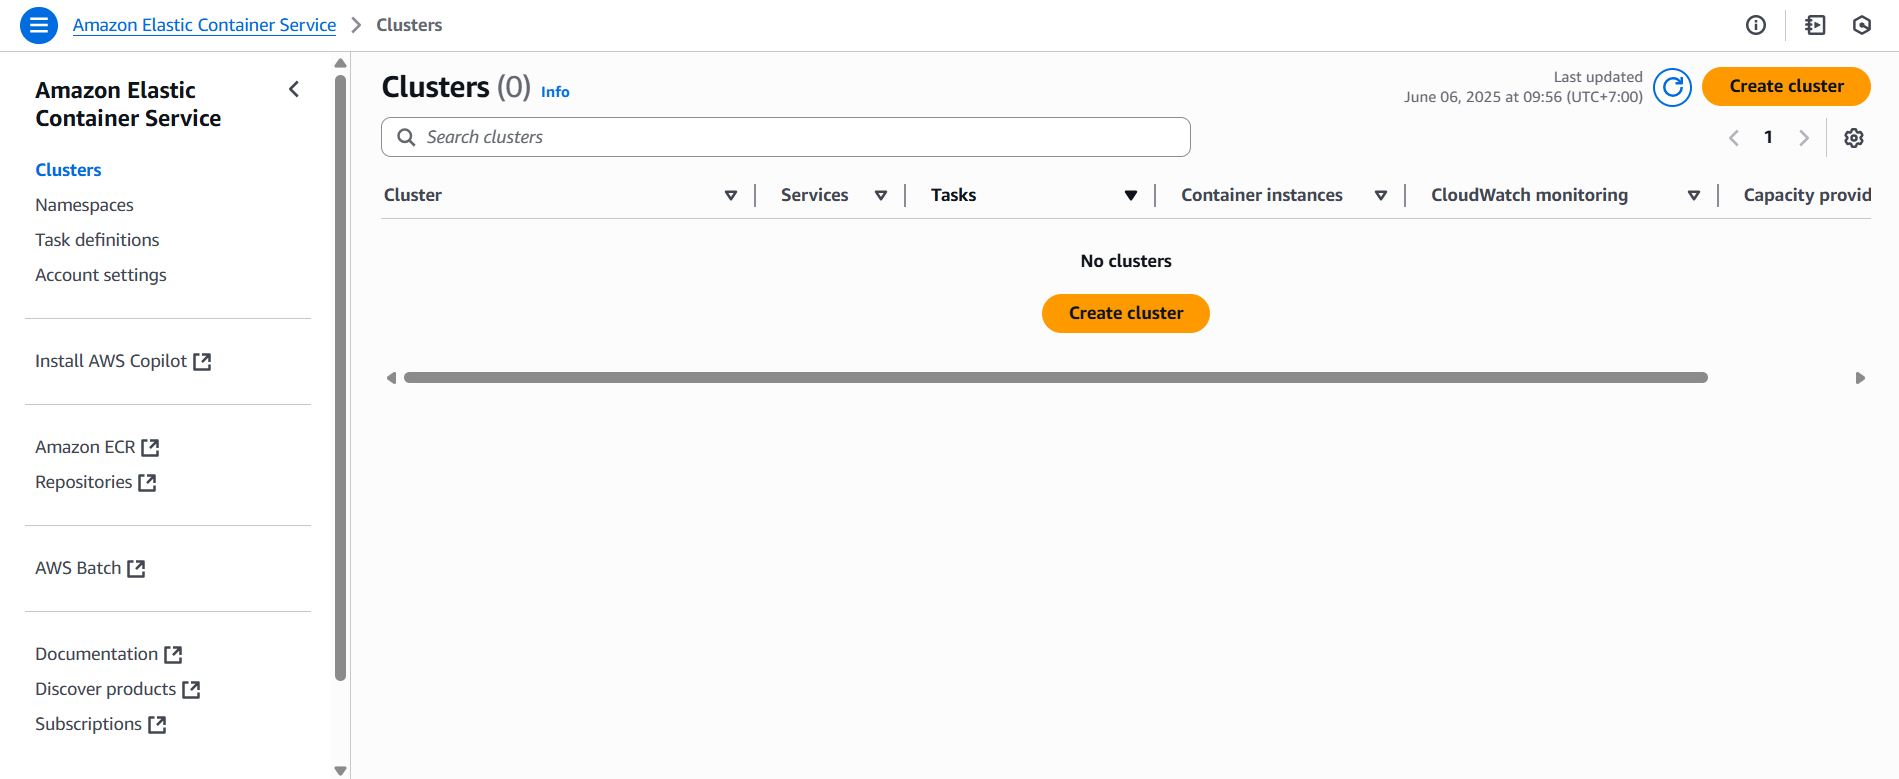 Amazon Elastic Container Service > Clusters
Amazon Elastic
Container Service
Clusters
Namespaces
Task definitions
Account settings
Install AWS Copilot
Amazon ECR
Repositories
AWS Batch
Documentation
Discover products
Subscriptions
Clusters (0) Info
Last updated
June 06, 2025 at 09:56 (UTC+7:00)
Create cluster
Search clusters
1
Cluster Services Tasks Container instances CloudWatch monitoring Capacity provid
No clusters
Create cluster